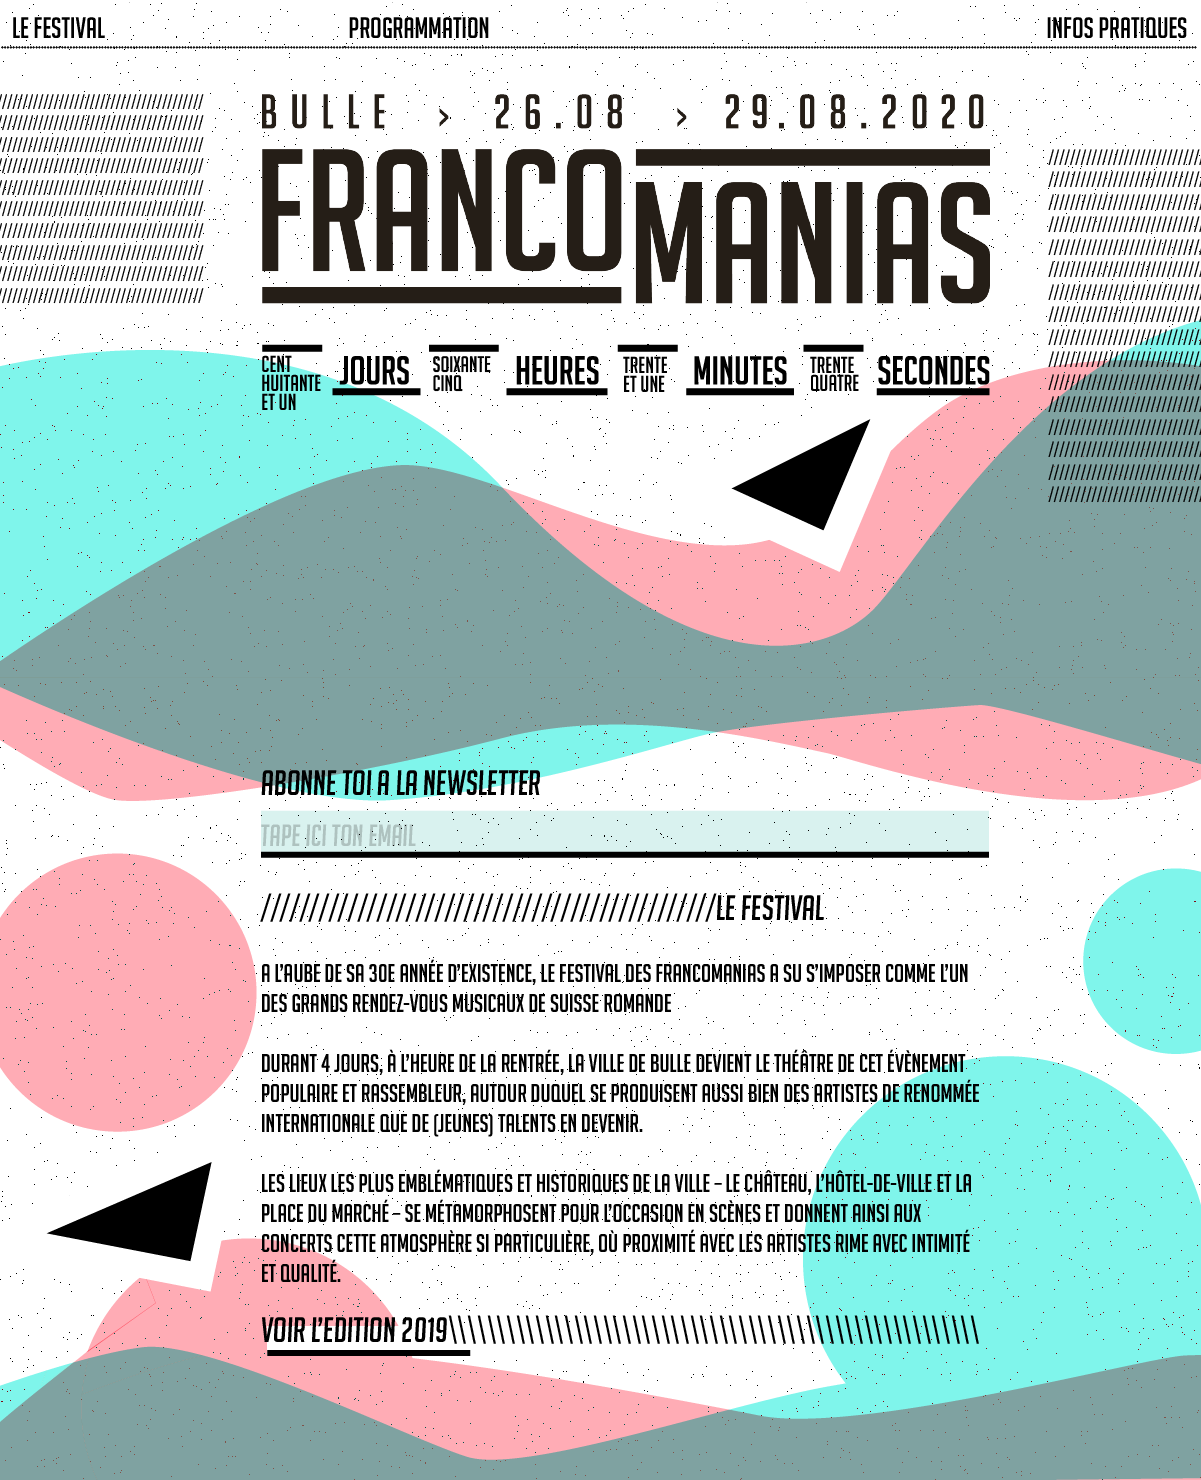 LE FESTIVAL PROGRAMMATION INFOS PRATIQUES
BULLE > 26.08 > 29.08.2020
FRANCOMANIAS
CENT HUITANTE ET UN JOURS SOIXANTE CINQ HEURES TRENTE ET UNE MINUTES TRENTE QUATRE SECONDES
ABONNE TOI A LA NEWSLETTER
TAPE ICI TON EMAIL
///////////////////////////////////////////////LE FESTIVAL
A L'AUBE DE SA 30E ANNÉE D'EXISTENCE, LE FESTIVAL DES FRANCOMANIAS A SU S'IMPOSER COMME L'UN
DES GRANDS RENDEZ-VOUS MUSICAUX DE SUISSE ROMANDE
DURANT 4 JOURS, À L'HEURE DE LA RENTRÉE, LA VILLE DE BULLE DEVIENT LE THÉÂTRE DE CET ÉVÈNEMENT
POPULAIRE ET RASSEMBLEUR, AUTOUR DUQUEL SE PRODUISENT AUSSI BIEN DES ARTISTES DE RENOMMÉE
INTERNATIONALE QUE DE (JEUNES) TALENTS EN DEVENIR.
LES LIEUX LES PLUS EMBLÉMATIQUES ET HISTORIQUES DE LA VILLE – LE CHÂTEAU, L'HÔTEL-DE-VILLE ET LA
PLACE DU MARCHÉ – SE MÉTAMORPHOSENT POUR L'OCCASION EN SCÈNES ET DONNENT AINSI AUX
CONCERTS CETTE ATMOSPHÈRE SI PARTICULIÈRE, OÙ PROXIMITÉ AVEC LES ARTISTES RIME AVEC INTIMITÉ
ET QUALITÉ.
VOIR L'EDITION 2019\\\\\\\\\\\\\\\\\\\\\\\\\\\\\\\\\\\\\\\\\\\\\\\\\\\\\\\